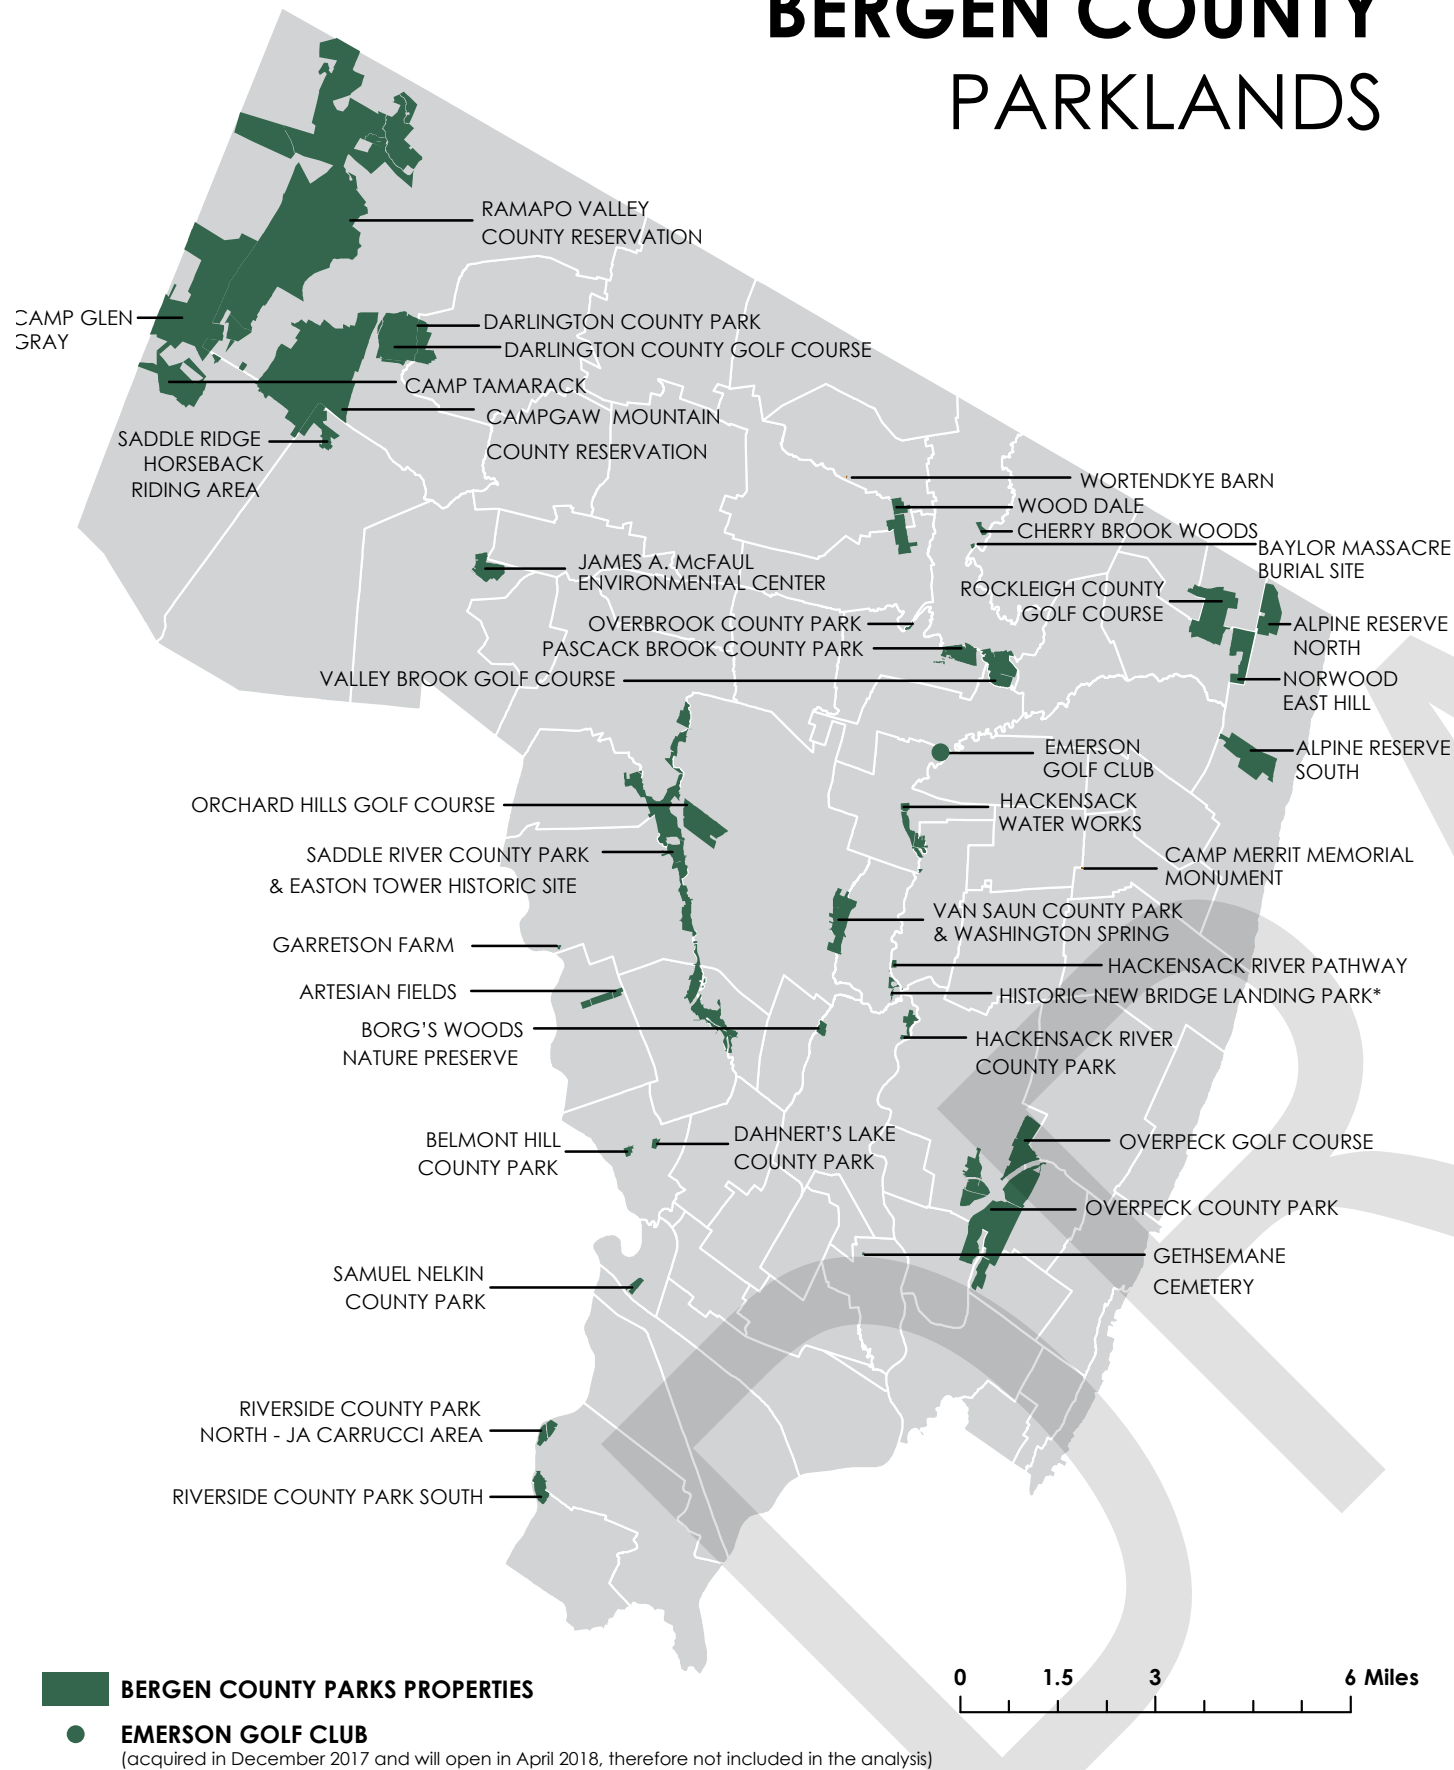 BERGEN COUNTY
PARKLANDS
RAMAPO VALLEY
COUNTY RESERVATION
CAMP GLEN
GRAY
DARLINGTON COUNTY PARK
DARLINGTON COUNTY GOLF COURSE
CAMP TAMARACK
CAMPGAW MOUNTAIN
COUNTY RESERVATION
SADDLE RIDGE
HORSEBACK
RIDING AREA
WORTENDKYE BARN
WOOD DALE
CHERRY BROOK WOODS
BAYLOR MASSACRE
BURIAL SITE
JAMES A. McFAUL
ENVIRONMENTAL CENTER
ROCKLEIGH COUNTY
GOLF COURSE
OVERBROOK COUNTY PARK
ALPINE RESERVE
NORTH
PASCACK BROOK COUNTY PARK
VALLEY BROOK GOLF COURSE
NORWOOD
EAST HILL
EMERSON
GOLF CLUB
ALPINE RESERVE
SOUTH
ORCHARD HILLS GOLF COURSE
HACKENSACK
WATER WORKS
SADDLE RIVER COUNTY PARK
& EASTON TOWER HISTORIC SITE
CAMP MERRIT MEMORIAL
MONUMENT
VAN SAUN COUNTY PARK
& WASHINGTON SPRING
GARRETSON FARM
HACKENSACK RIVER PATHWAY
ARTESIAN FIELDS
HISTORIC NEW BRIDGE LANDING PARK*
BORG'S WOODS
NATURE PRESERVE
HACKENSACK RIVER
COUNTY PARK
BELMONT HILL
COUNTY PARK
DAHNERT'S LAKE
COUNTY PARK
OVERPECK GOLF COURSE
OVERPECK COUNTY PARK
GETHSEMANE
CEMETERY
SAMUEL NELKIN
COUNTY PARK
RIVERSIDE COUNTY PARK
NORTH - JA CARRUCCI AREA
RIVERSIDE COUNTY PARK SOUTH
0 1.5 3 6 Miles
BERGEN COUNTY PARKS PROPERTIES
EMERSON GOLF CLUB
(acquired in December 2017 and will open in April 2018, therefore not included in the analysis)